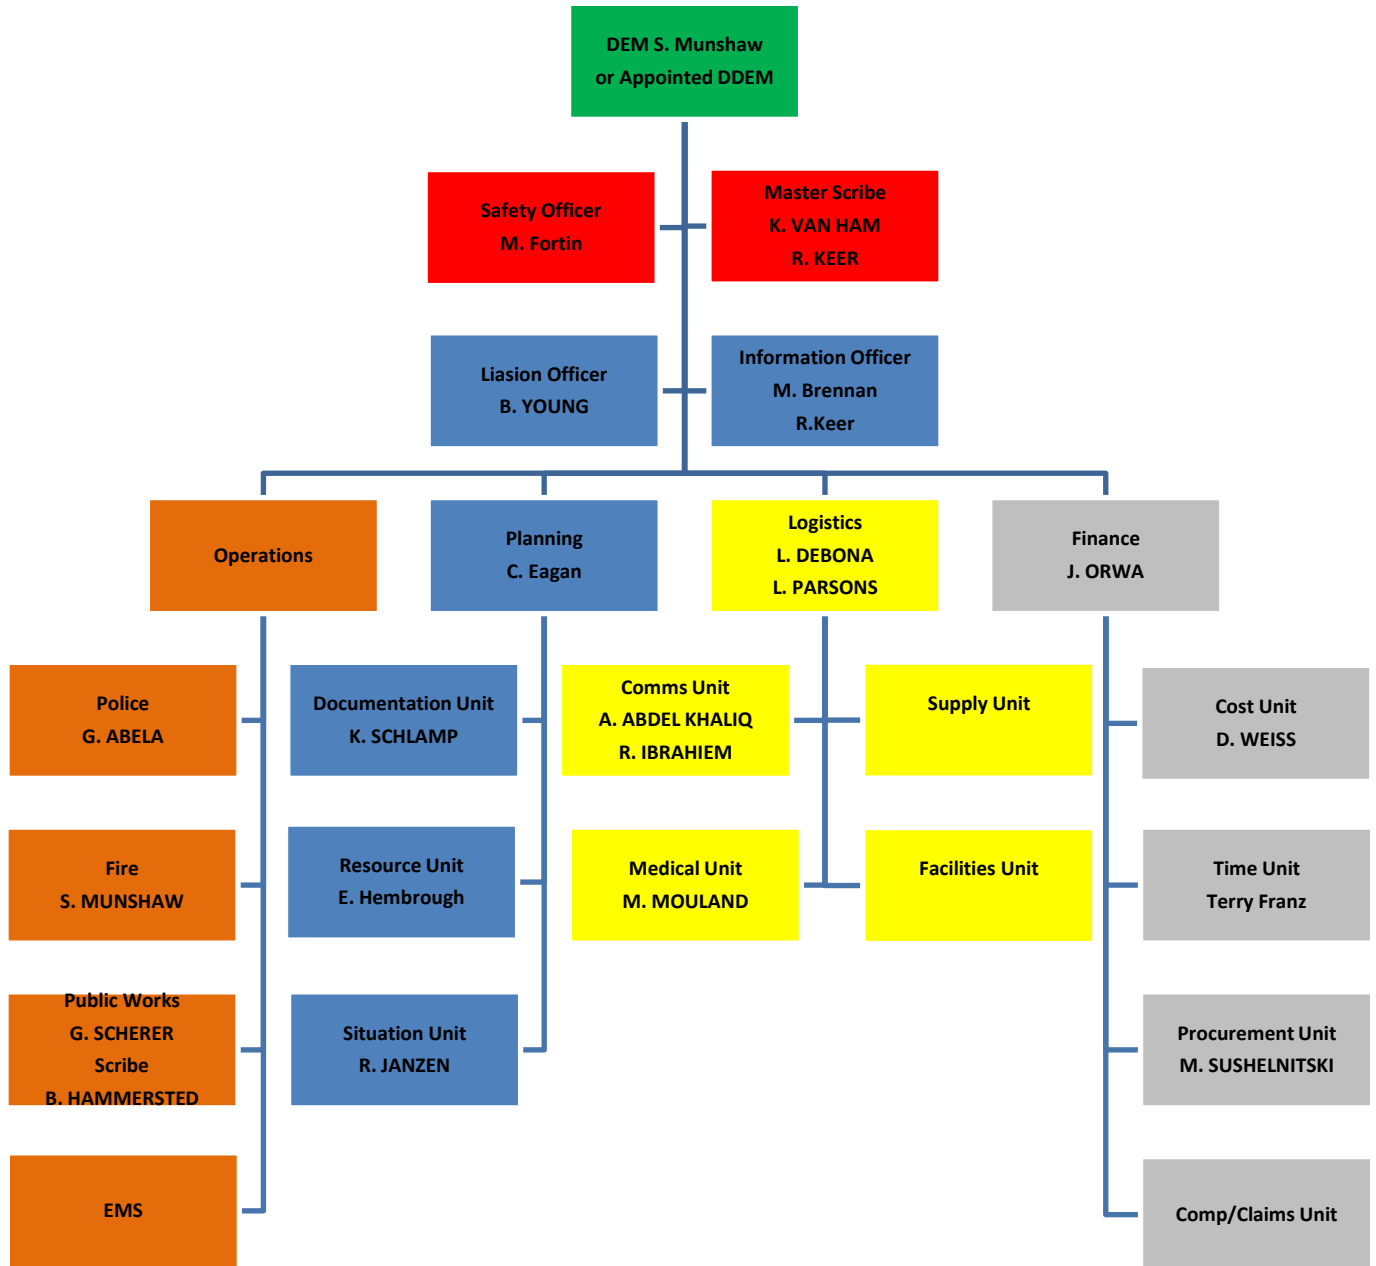 DEM S. Munshaw
or Appointed DDEM
Safety Officer
M. Fortin
Master Scribe
K. VAN HAM
R. KEER
Liasion Officer
B. YOUNG
Information Officer
M. Brennan
R.Keer
Operations
Planning
C. Eagan
Logistics
L. DEBONA
L. PARSONS
Finance
J. ORWA
Police
G. ABELA
Documentation Unit
K. SCHLAMP
Comms Unit
A. ABDEL KHALIQ
R. IBRAHIEM
Supply Unit
Cost Unit
D. WEISS
Fire
S. MUNSHAW
Resource Unit
E. Hembrough
Medical Unit
M. MOULAND
Facilities Unit
Time Unit
Terry Franz
Public Works
G. SCHERER
Scribe
B. HAMMERSTED
Situation Unit
R. JANZEN
Procurement Unit
M. SUSHELNITSKI
EMS
Comp/Claims Unit